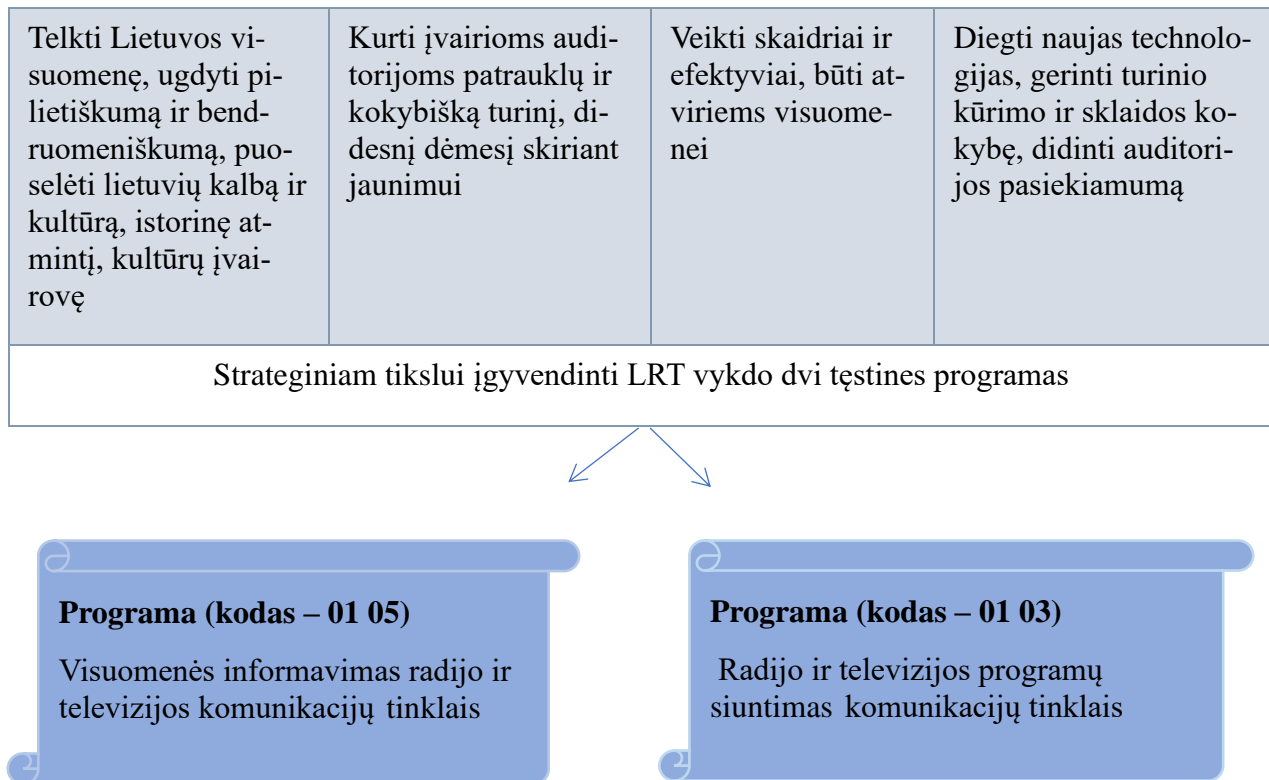 Telkti Lietuvos vi-
suomenę, ugdyti pi-
lietiškumą ir bend-
ruomeniškumą, puo-
selėti lietuvių kalbą ir
kultūrą, istorinę at-
mintį, kultūrų įvai-
rovę
Kurti įvairioms audi-
torijoms patrauklų ir
kokybišką turinį, di-
desnį dėmesį skiriant
jaunimui
Veikti skaidriai ir
efektyviai, būti at-
viriems visuome-
nei
Diegti naujas technolo-
gijas, gerinti turinio
kūrimo ir sklaidos ko-
kybę, didinti auditori-
jos pasiekiamumą
Strateginiam tikslui įgyvendinti LRT vykdo dvi tęstines programas
Programa (kodas – 01 05)
Visuomenės informavimas radijo ir
televizijos komunikacijų tinklais
Programa (kodas – 01 03)
Radijo ir televizijos programų
siuntimas komunikacijų tinklais